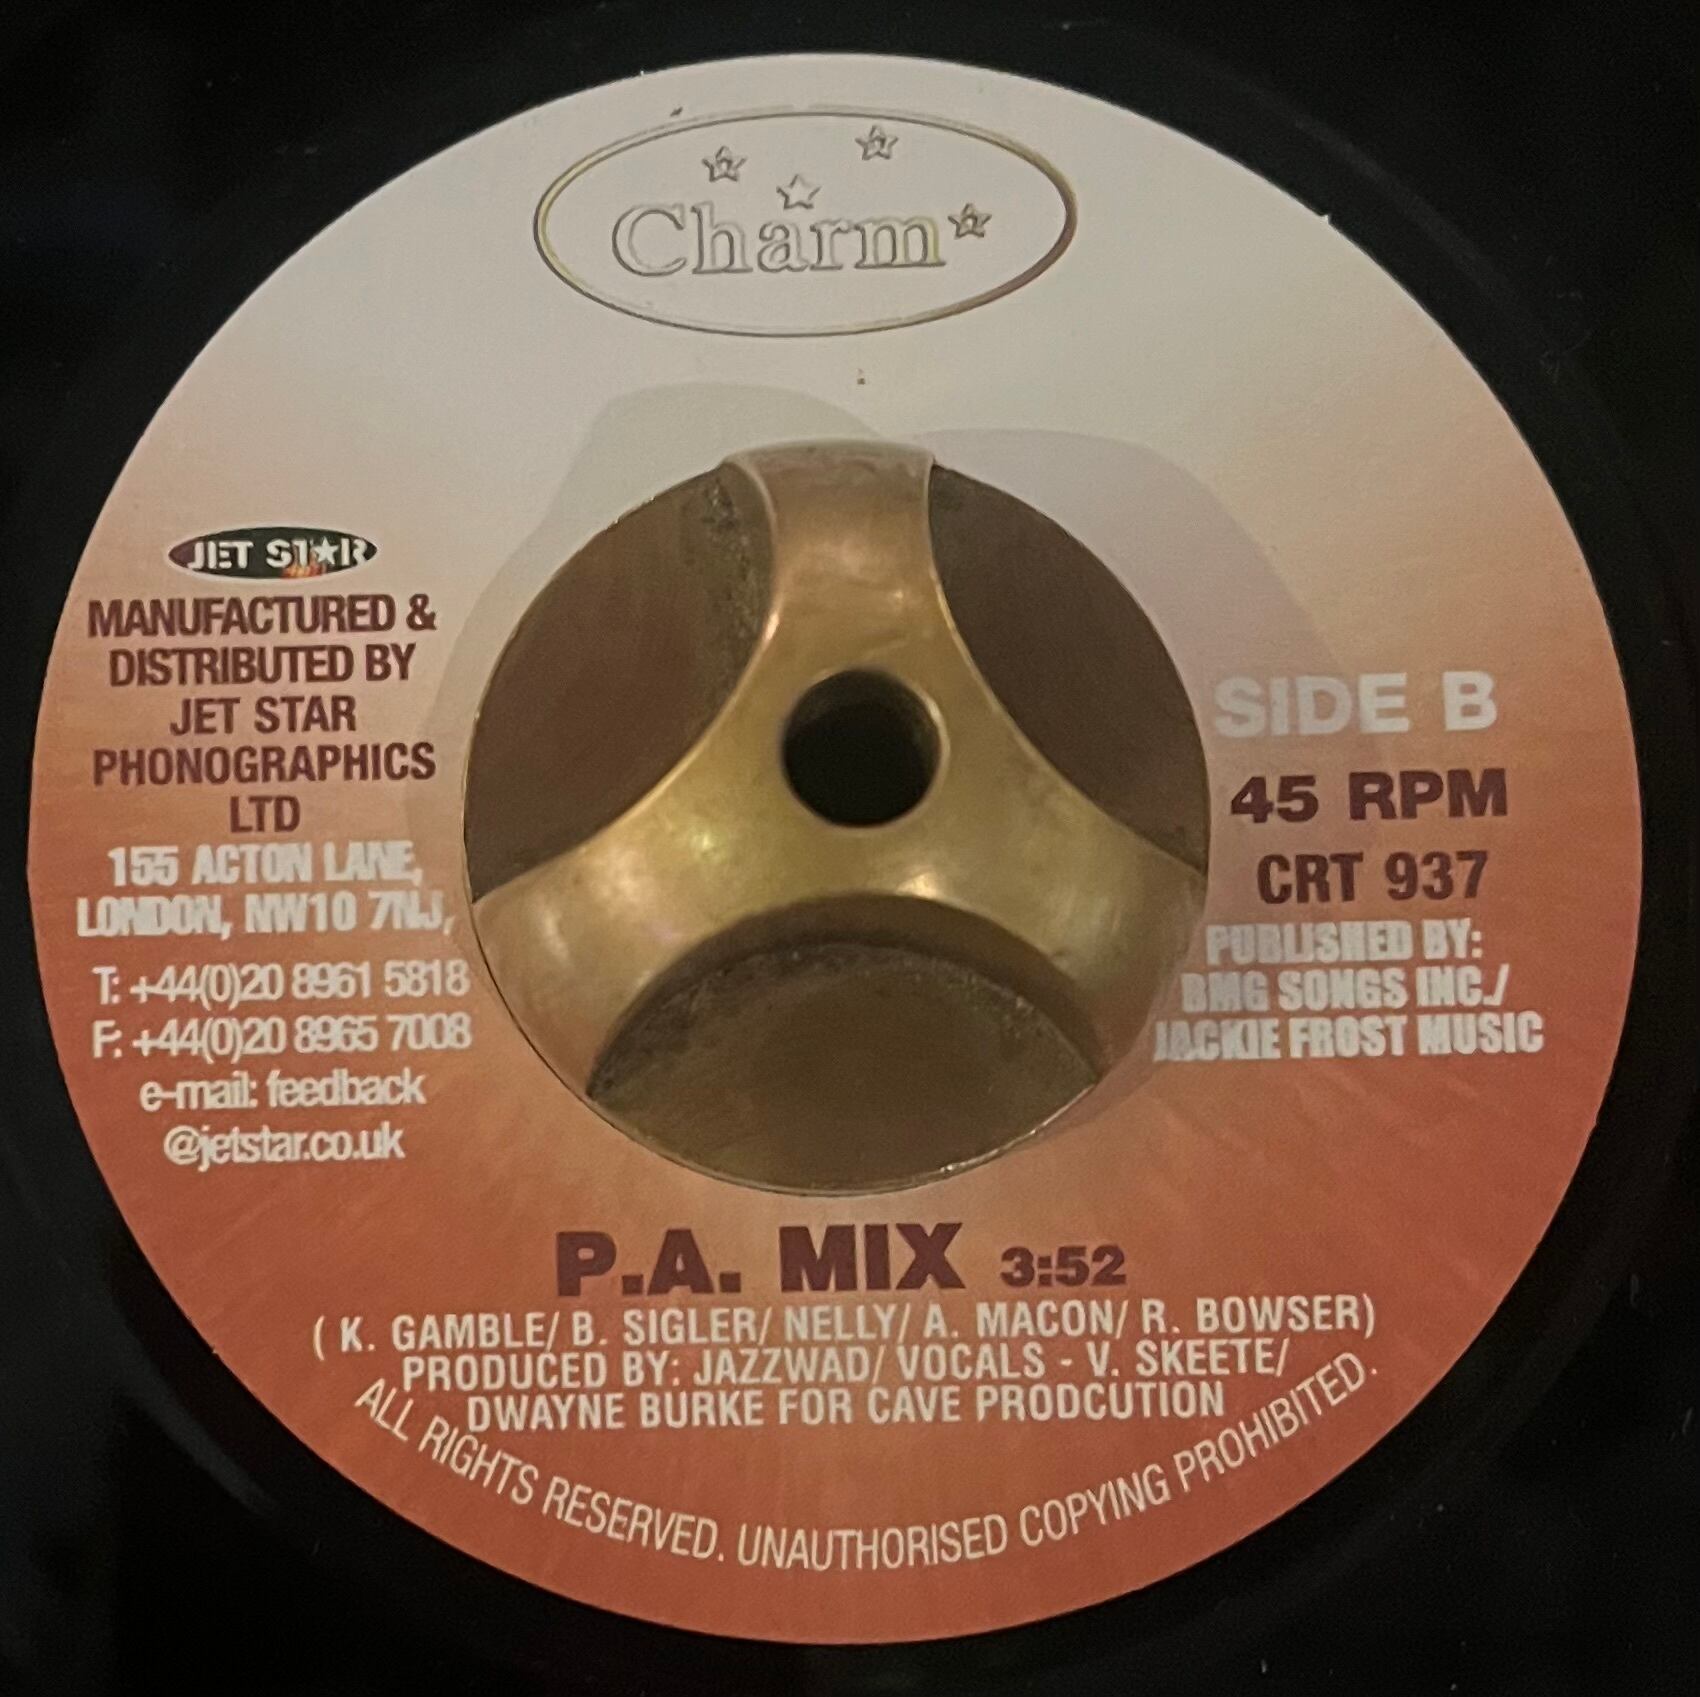 Charm
JET STAR
MANUFACTURED &
DISTRIBUTED BY
JET STAR
PHONOGRAPHICS
LTD
155 ACTON LANE,
LONDON, NW10 7NJ,
T: +44(0)20 8961 5818
F: +44(0)20 8965 7008
e-mail: feedback
@jetstar.co.uk
SIDE B
45 RPM
CRT 937
PUBLISHED BY:
BMG SONGS INC./
JACKIE FROST MUSIC
P.A. MIX 3:52
( K. GAMBLE/ B. SIGLER/ NELLY/ A. MACON/ R. BOWSER)
PRODUCED BY: JAZZWAD/ VOCALS - V. SKEETE/
DWAYNE BURKE FOR CAVE PRODCUTION
ALL RIGHTS RESERVED. UNAUTHORISED COPYING PROHIBITED.